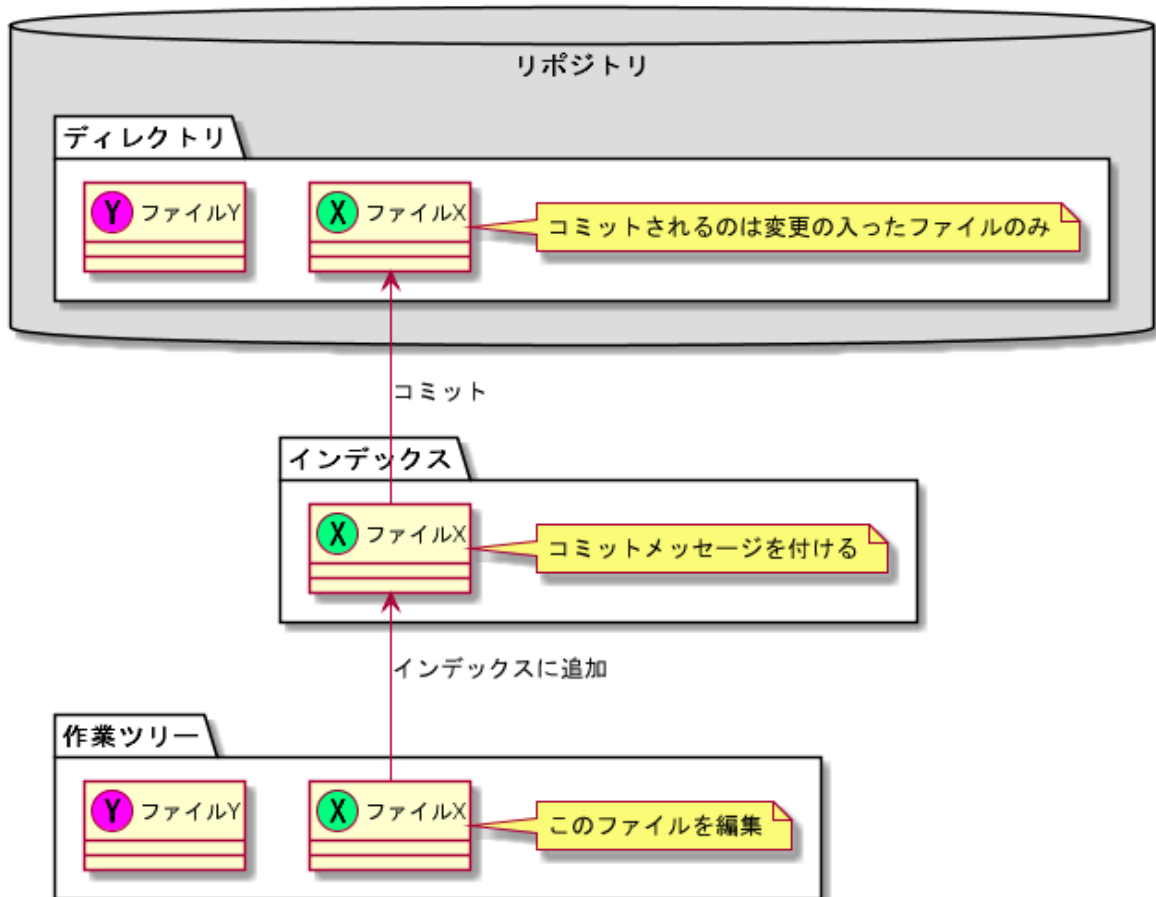 リポジトリ
ディレクトリ
Y ファイルY
X ファイルX
コミットされるのは変更の入ったファイルのみ
コミット
インデックス
X ファイルX
コミットメッセージを付ける
インデックスに追加
作業ツリー
Y ファイルY
X ファイルX
このファイルを編集